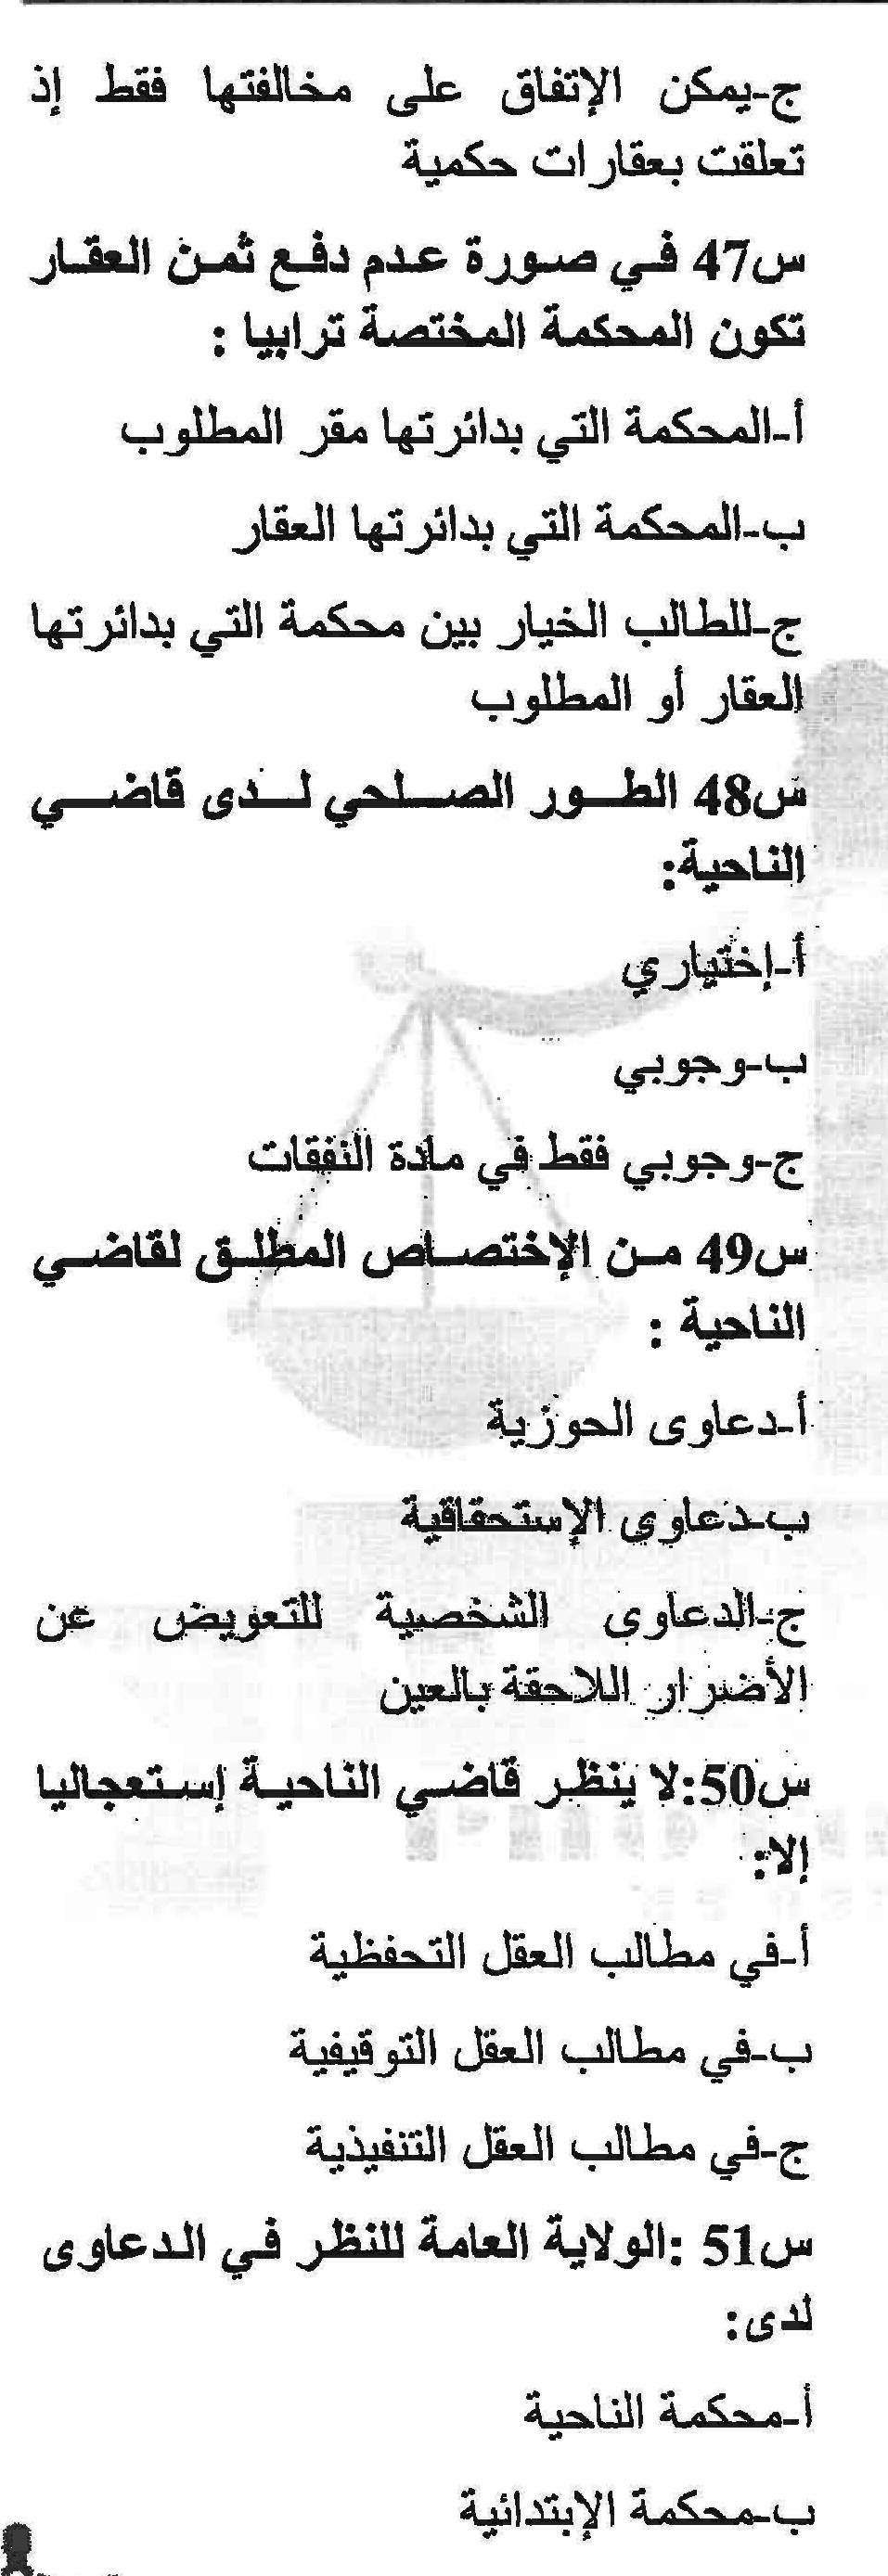 ج-يمكن الإتفاق على مخالفتها فقط إذ
تعلقت بعقارات حكمية
س47 في صورة عدم دفع ثمن العقار
تكون المحكمة المختصة ترابيا :
أ-المحكمة التي بدائرتها مقر المطلوب
ب-المحكمة التي بدائرتها العقار
ج-للطالب الخيار بين محكمة التي بدائرتها
العقار أو المطلوب
س48 الطور الصلحي لدى قاضي
الناحية:
أ-إختياري
ب-وجوبي
ج-وجوبي فقط في مادة النفقات
س49 من الإختصاص المطلق لقاضي
الناحية :
أ-دعاوى الحوزية
ب-دعاوى الإستحقاقية
ج-الدعاوى الشخصية للتعويض عن
الأضرار اللاحقة بالعين
س50:لا ينظر قاضي الناحية إستعجاليا
إلا:
أ-في مطالب العقل التحفظية
ب-في مطالب العقل التوقيفية
ج-في مطالب العقل التنفيذية
س51 :الولاية العامة للنظر في الدعاوى
لدى:
أ-محكمة الناحية
ب-محكمة الإبتدائية